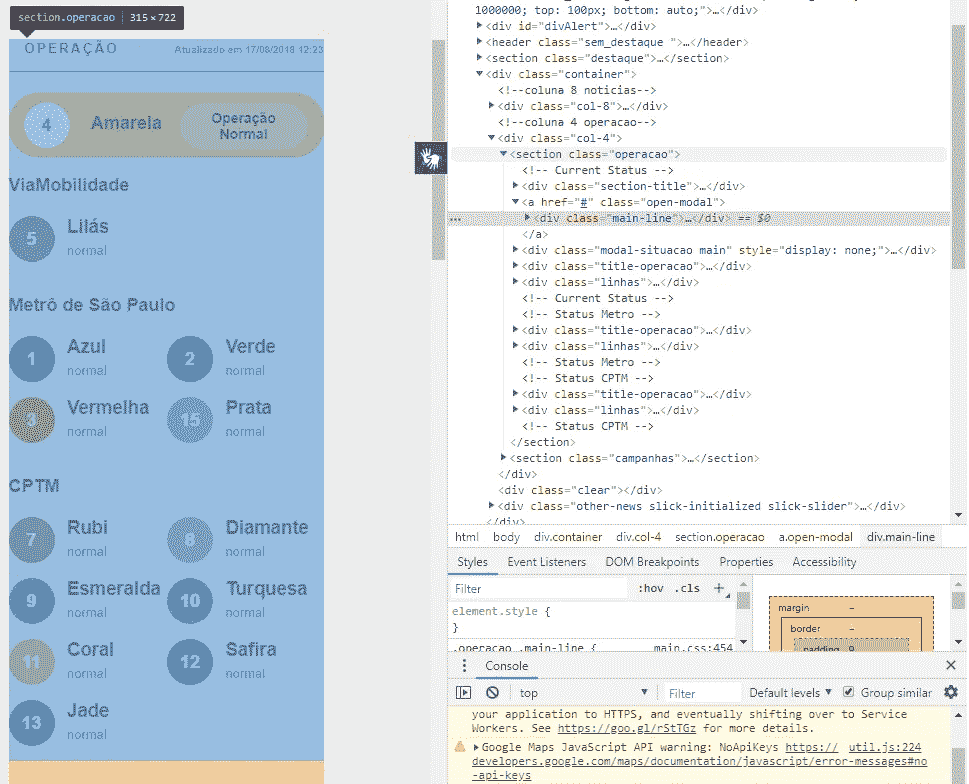 section.operacao 315 × 722
OPERAÇÃO Atualizado em 17/08/2018 12:23
4 Amarela Operação Normal
ViaMobilidade
5 Lilás
normal
Metrô de São Paulo
1 Azul 2 Verde
normal normal
3 Vermelha 15 Prata
normal normal
CPTM
7 Rubi 8 Diamante
normal normal
9 Esmeralda 10 Turquesa
normal normal
11 Coral 12 Safira
normal normal
13 Jade
normal
1000000; top: 100px; bottom: auto;">…</div>
<div id="divAlert">…</div>
<header class="sem_destaque ">…</header>
<section class="destaque">…</section>
<div class="container">
<!--coluna 8 noticias-->
<div class="col-8">…</div>
<!--coluna 4 operacao-->
<div class="col-4">
<section class="operacao">
<!-- Current Status -->
<div class="section-title">…</div>
<a href="#" class="open-modal">
… <div class="main-line">…</div> == $0
</a>
<div class="modal-situacao main" style="display: none;">…</div>
<div class="title-operacao">…</div>
<div class="linhas">…</div>
<!-- Current Status -->
<!-- Status Metro -->
<div class="title-operacao">…</div>
<div class="linhas">…</div>
<!-- Status Metro -->
<!-- Status CPTM -->
<div class="title-operacao">…</div>
<div class="linhas">…</div>
<!-- Status CPTM -->
</section>
<section class="campanhas">…</section>
</div>
<div class="clear"></div>
<div class="other-news slick-initialized slick-slider">…</div>
</div>
html body div.container div.col-4 section.operacao a.open-modal div.main-line
Styles Event Listeners DOM Breakpoints Properties Accessibility
Filter :hov .cls +
element.style {
}
.operacao .main-line { main.css:454
margin –
border –
padding 9
Console
top Filter Default levels Group similar
your application to HTTPS, and eventually shifting over to Service
Workers. See https://goo.gl/rStTGz for more details.
Google Maps JavaScript API warning: NoApiKeys https:// util.js:224
developers.google.com/maps/documentation/javascript/error-messages#no
-api-keys